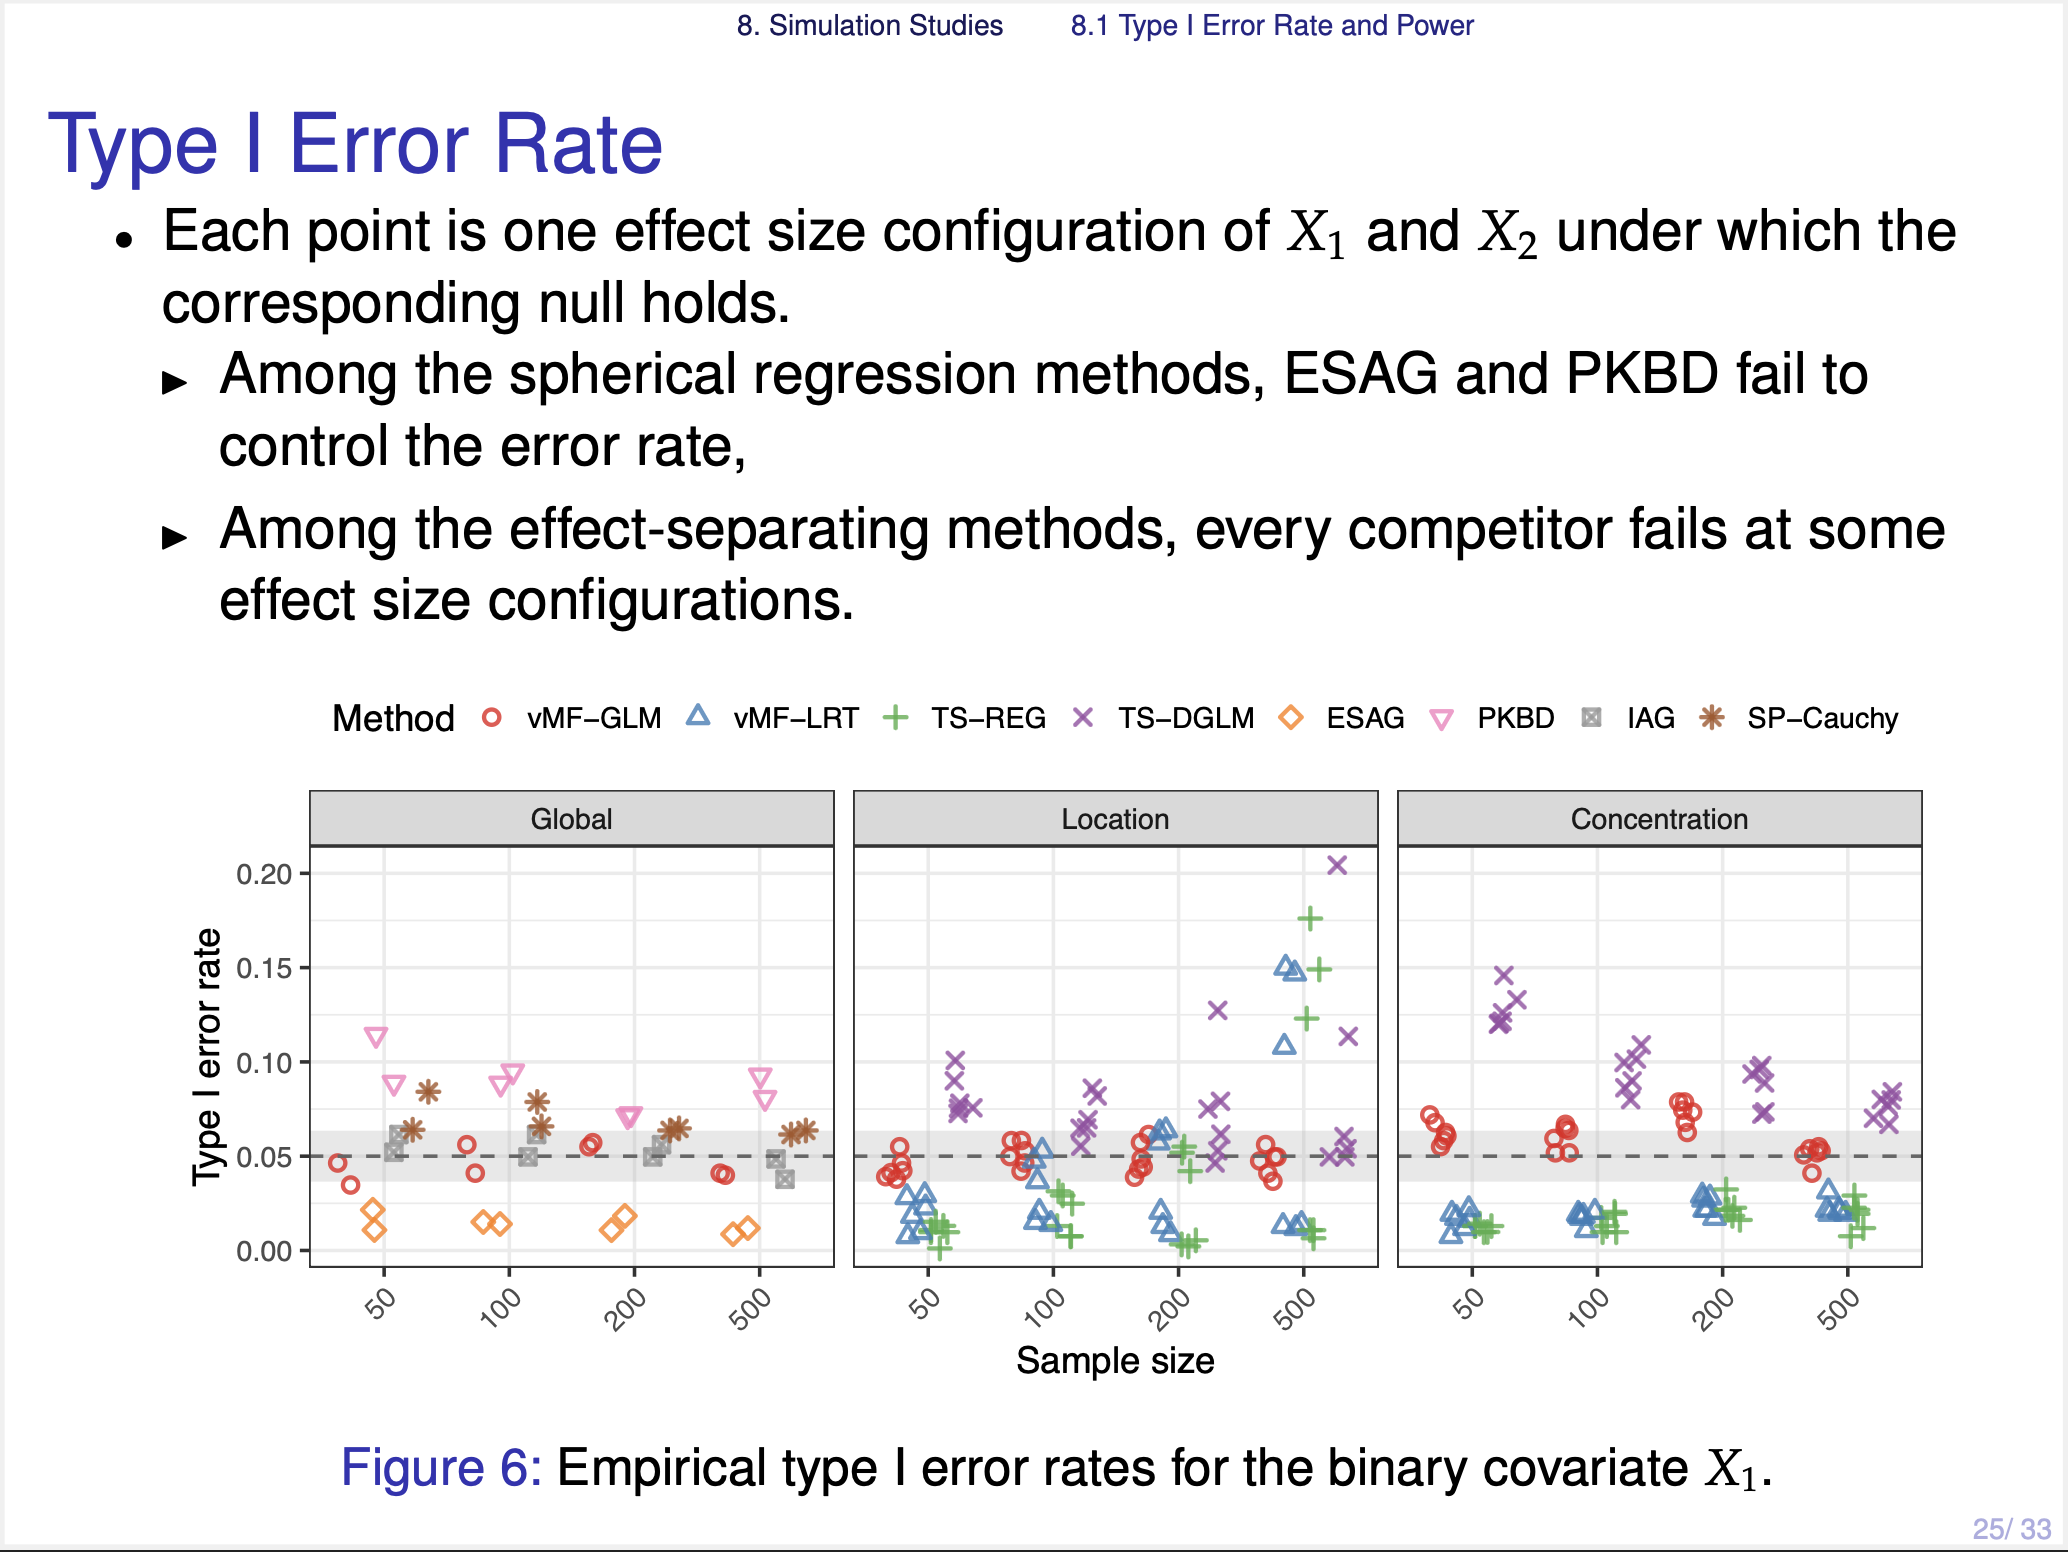 8. Simulation Studies 8.1 Type I Error Rate and Power
Type I Error Rate
• Each point is one effect size configuration of X₁ and X₂ under which the
corresponding null holds.
▶ Among the spherical regression methods, ESAG and PKBD fail to
control the error rate,
▶ Among the effect-separating methods, every competitor fails at some
effect size configurations.
Method vMF−GLM vMF−LRT TS−REG TS−DGLM ESAG PKBD IAG SP−Cauchy
Global Location Concentration
Type I error rate
0.20
0.15
0.10
0.05
0.00
50 100 200 500 50 100 200 500 50 100 200 500
Sample size
Figure 6: Empirical type I error rates for the binary covariate X₁.
25/ 33